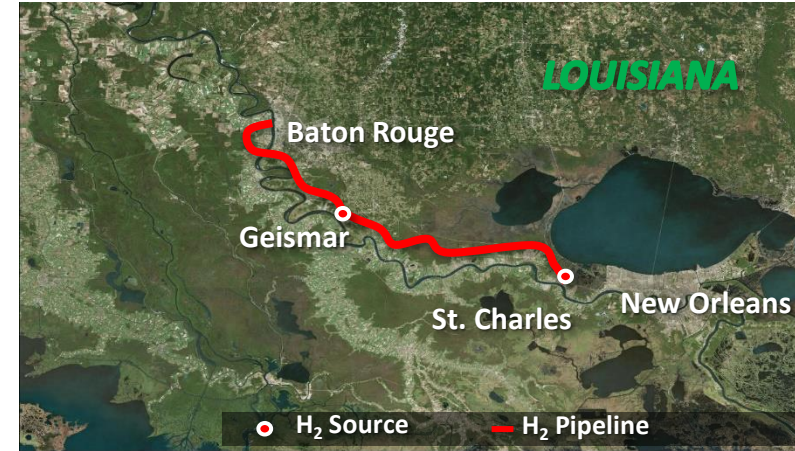 LOUISIANA
Baton Rouge
Geismar
New Orleans
St. Charles
H₂ Source
H₂ Pipeline